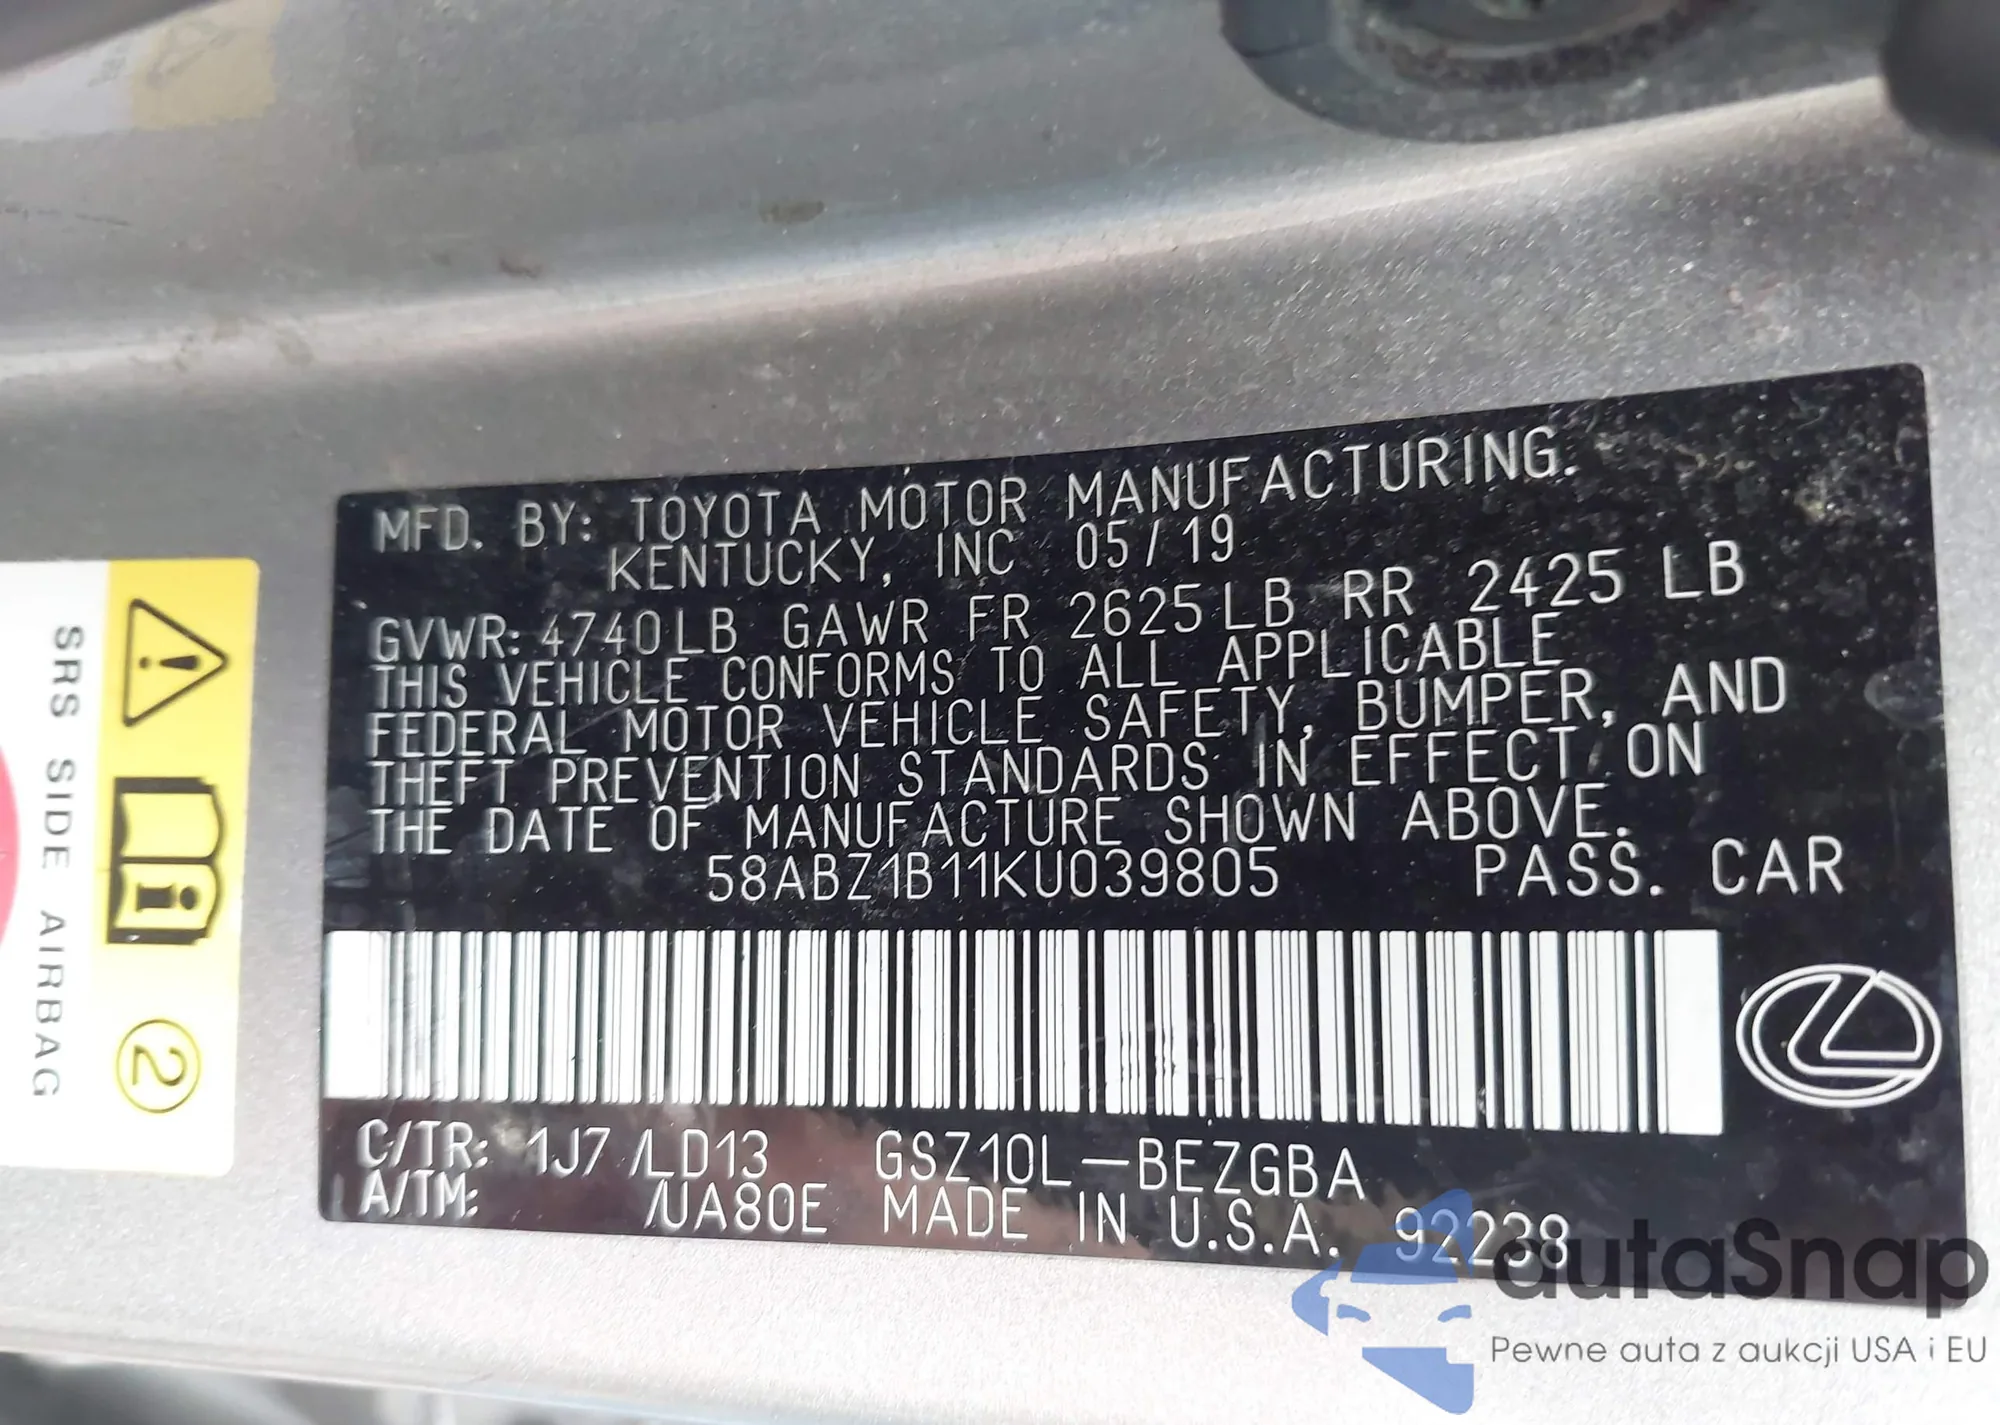 MFD. BY: TOYOTA MOTOR MANUFACTURING.
KENTUCKY, INC 05/19
GVWR: 4740LB GAWR FR 2625LB RR 2425 LB
THIS VEHICLE CONFORMS TO ALL APPLICABLE
FEDERAL MOTOR VEHICLE SAFETY, BUMPER, AND
THEFT PREVENTION STANDARDS IN EFFECT ON
THE DATE OF MANUFACTURE SHOWN ABOVE.
58ABZ1B11KU039805 PASS. CAR
C/TR: 1J7 /LD13 GSZ10L-BEZGBA
A/TM: /UA80E MADE IN U.S.A. 92238
SRS SIDE AIRBAG
2
autaSnap
Pewne auta z aukcji USA i EU